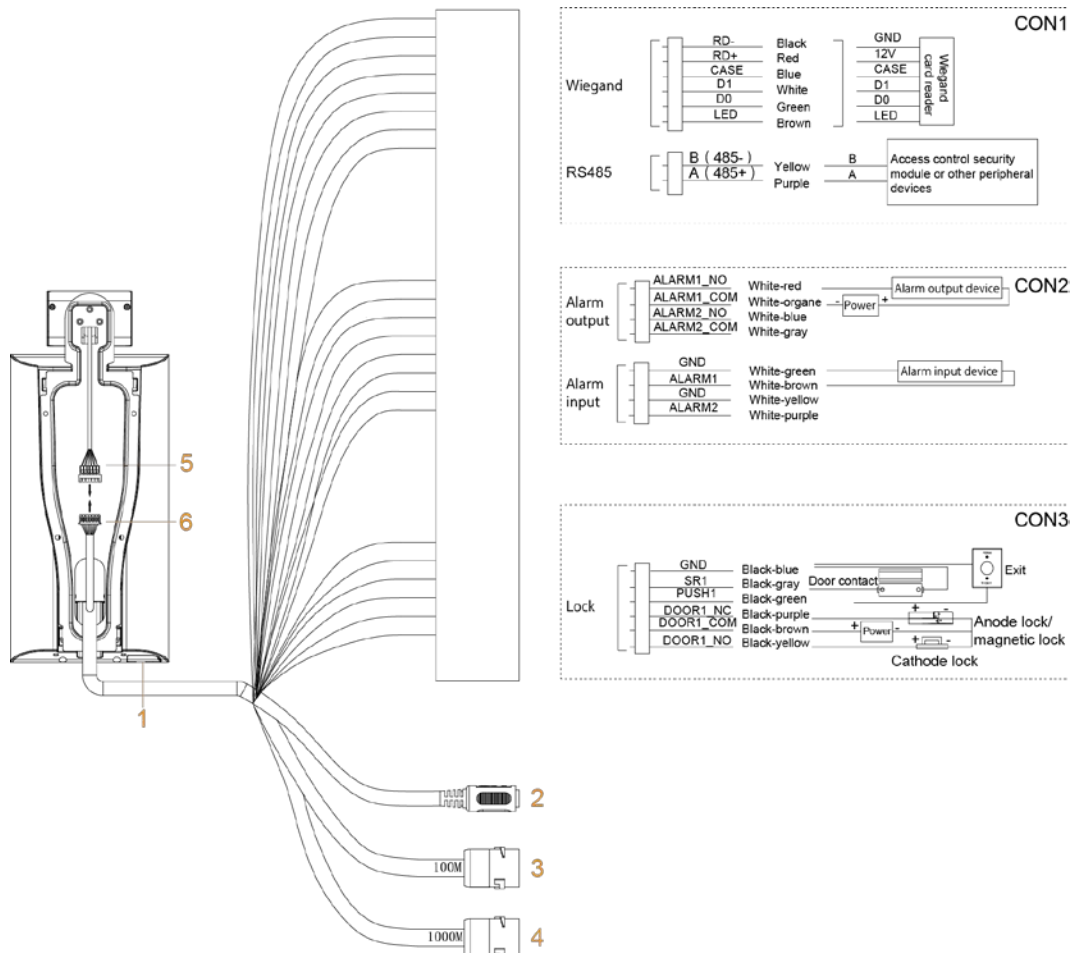 CON1
Wiegand
RD- Black GND
RD+ Red 12V
CASE Blue CASE
D1 White D1
D0 Green D0
LED Brown LED
Wiegand card reader
RS485
B ( 485- ) Yellow B
A ( 485+ ) Purple A
Access control security
module or other peripheral
devices
CON2
Alarm
output
ALARM1_NO White-red Alarm output device
ALARM1_COM White-organe - Power +
ALARM2_NO White-blue
ALARM2_COM White-gray
Alarm
input
GND White-green Alarm input device
ALARM1 White-brown
GND White-yellow
ALARM2 White-purple
CON3
Lock
GND Black-blue Exit
SR1 Black-gray Door contact
PUSH1 Black-green
DOOR1_NC Black-purple + -
DOOR1_COM Black-brown + Power -
Anode lock/
magnetic lock
DOOR1_NO Black-yellow + -
Cathode lock
5
6
1
2
100M 3
1000M 4